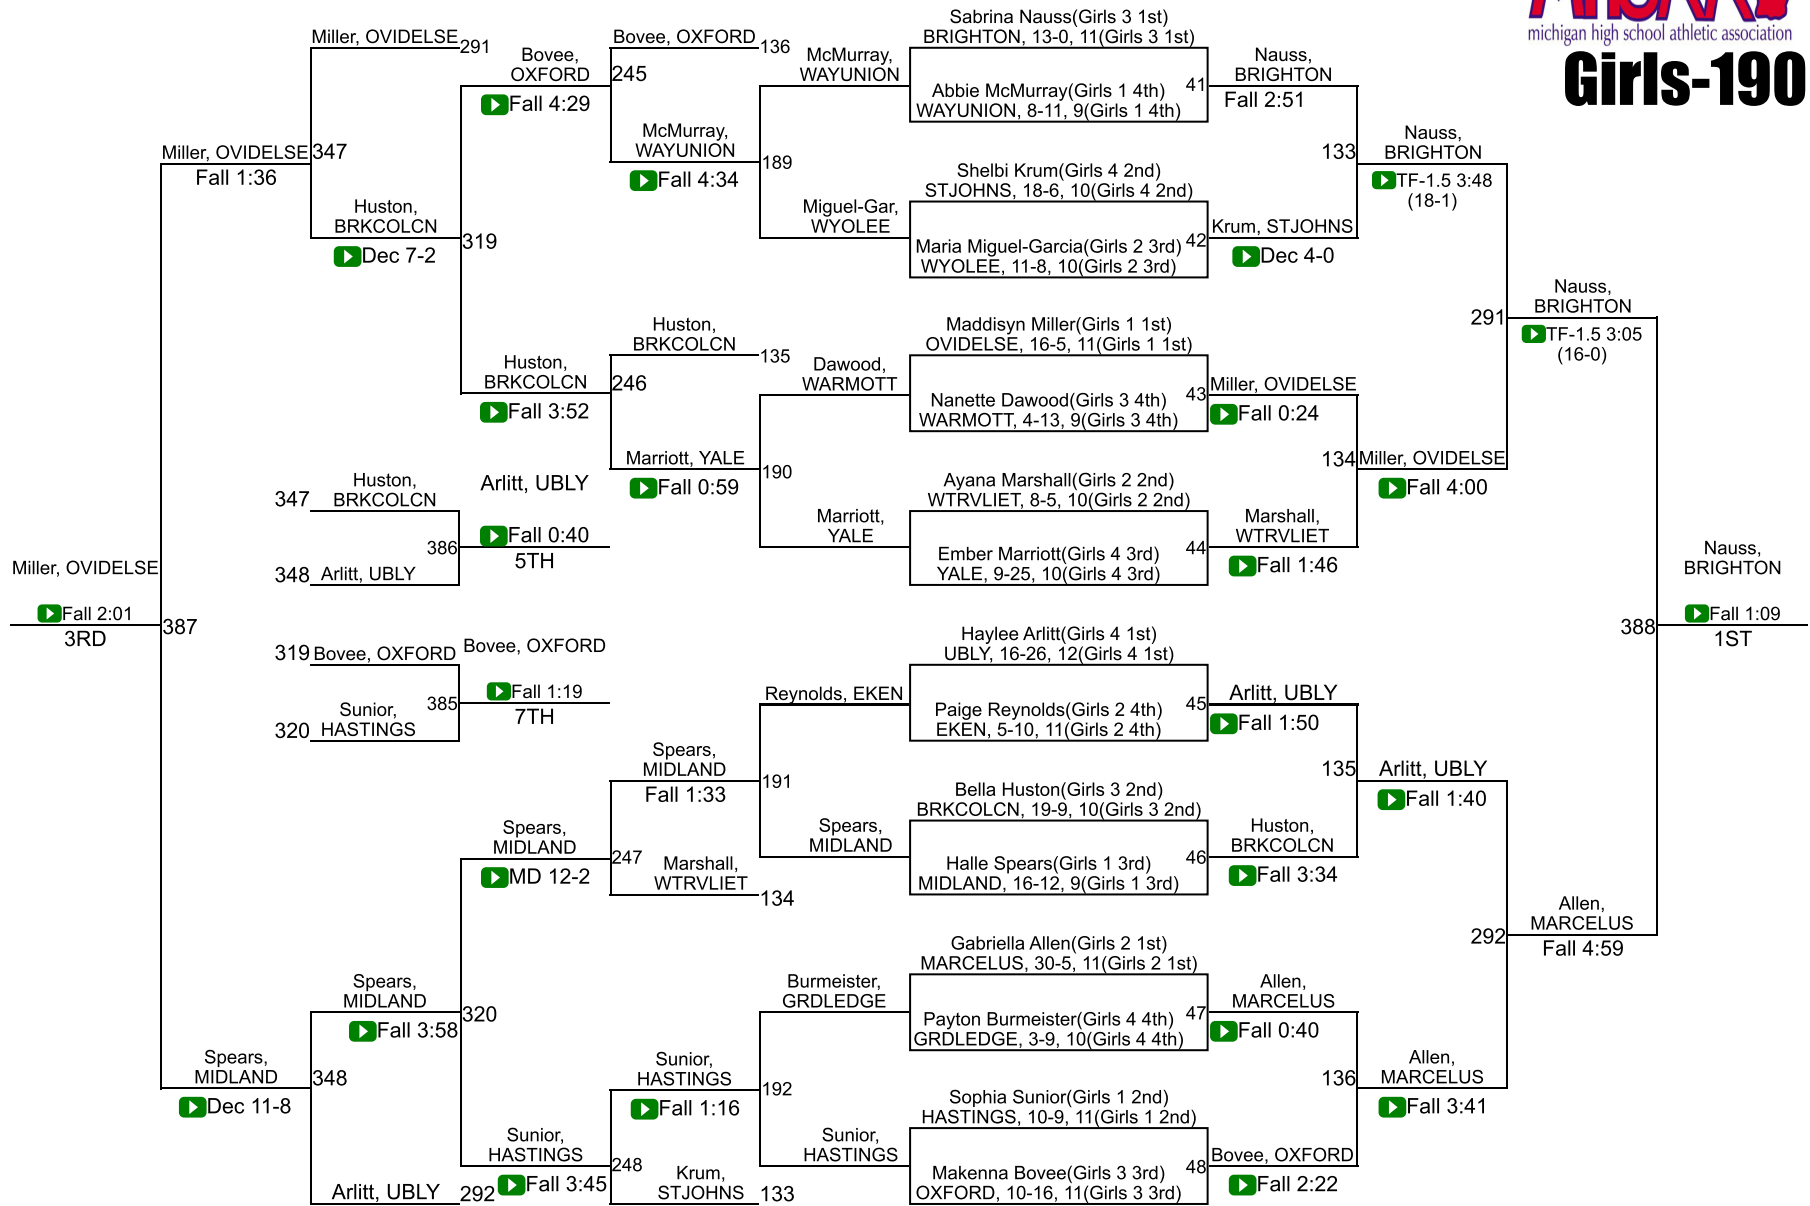 MHSAA
michigan high school athletic association
Girls-190
Miller, OVIDELSE
Fall 2:01
3RD
387
Miller, OVIDELSE
Fall 1:36
Spears,
MIDLAND
Dec 11-8
Miller, OVIDELSE
291
347
Huston,
BRKCOLCN
Dec 7-2
347
Huston,
BRKCOLCN
348
Arlitt, UBLY
386
Arlitt, UBLY
Fall 0:40
5TH
319
Bovee, OXFORD
320
Sunior,
HASTINGS
385
Bovee, OXFORD
Fall 1:19
7TH
Spears,
MIDLAND
Fall 3:58
348
Arlitt, UBLY
292
Bovee,
OXFORD
Fall 4:29
319
Huston,
BRKCOLCN
Fall 3:52
Spears,
MIDLAND
MD 12-2
320
Sunior,
HASTINGS
Fall 3:45
Bovee, OXFORD
136
245
McMurray,
WAYUNION
Fall 4:34
Huston,
BRKCOLCN
135
246
Marriott, YALE
Fall 0:59
Spears,
MIDLAND
Fall 1:33
247
Marshall,
WTRVLIET
134
Sunior,
HASTINGS
Fall 1:16
248
Krum,
STJOHNS
133
McMurray,
WAYUNION
189
Miguel-Gar,
WYOLEE
Dawood,
WARMOTT
190
Marriott,
YALE
Reynolds, EKEN
191
Spears,
MIDLAND
Burmeister,
GRDLEDGE
192
Sunior,
HASTINGS
Sabrina Nauss(Girls 3 1st)
BRIGHTON, 13-0, 11(Girls 3 1st)
Abbie McMurray(Girls 1 4th)
WAYUNION, 8-11, 9(Girls 1 4th)
41
Shelbi Krum(Girls 4 2nd)
STJOHNS, 18-6, 10(Girls 4 2nd)
Maria Miguel-Garcia(Girls 2 3rd)
WYOLEE, 11-8, 10(Girls 2 3rd)
42
Maddisyn Miller(Girls 1 1st)
OVIDELSE, 16-5, 11(Girls 1 1st)
Nanette Dawood(Girls 3 4th)
WARMOTT, 4-13, 9(Girls 3 4th)
43
Ayana Marshall(Girls 2 2nd)
WTRVLIET, 8-5, 10(Girls 2 2nd)
Ember Marriott(Girls 4 3rd)
YALE, 9-25, 10(Girls 4 3rd)
44
Haylee Arlitt(Girls 4 1st)
UBLY, 16-26, 12(Girls 4 1st)
Paige Reynolds(Girls 2 4th)
EKEN, 5-10, 11(Girls 2 4th)
45
Bella Huston(Girls 3 2nd)
BRKCOLCN, 19-9, 10(Girls 3 2nd)
Halle Spears(Girls 1 3rd)
MIDLAND, 16-12, 9(Girls 1 3rd)
46
Gabriella Allen(Girls 2 1st)
MARCELUS, 30-5, 11(Girls 2 1st)
Payton Burmeister(Girls 4 4th)
GRDLEDGE, 3-9, 10(Girls 4 4th)
47
Sophia Sunior(Girls 1 2nd)
HASTINGS, 10-9, 11(Girls 1 2nd)
Makenna Bovee(Girls 3 3rd)
OXFORD, 10-16, 11(Girls 3 3rd)
48
Nauss,
BRIGHTON
Fall 2:51
133
Krum, STJOHNS
Dec 4-0
Miller, OVIDELSE
Fall 0:24
134
Marshall,
WTRVLIET
Fall 1:46
Arlitt, UBLY
Fall 1:50
135
Huston,
BRKCOLCN
Fall 3:34
Allen,
MARCELUS
Fall 0:40
136
Bovee, OXFORD
Fall 2:22
Nauss,
BRIGHTON
TF-1.5 3:48
(18-1)
291
Miller, OVIDELSE
Fall 4:00
Arlitt, UBLY
Fall 1:40
292
Allen,
MARCELUS
Fall 3:41
Nauss,
BRIGHTON
TF-1.5 3:05
(16-0)
388
Allen,
MARCELUS
Fall 4:59
Nauss,
BRIGHTON
Fall 1:09
1ST